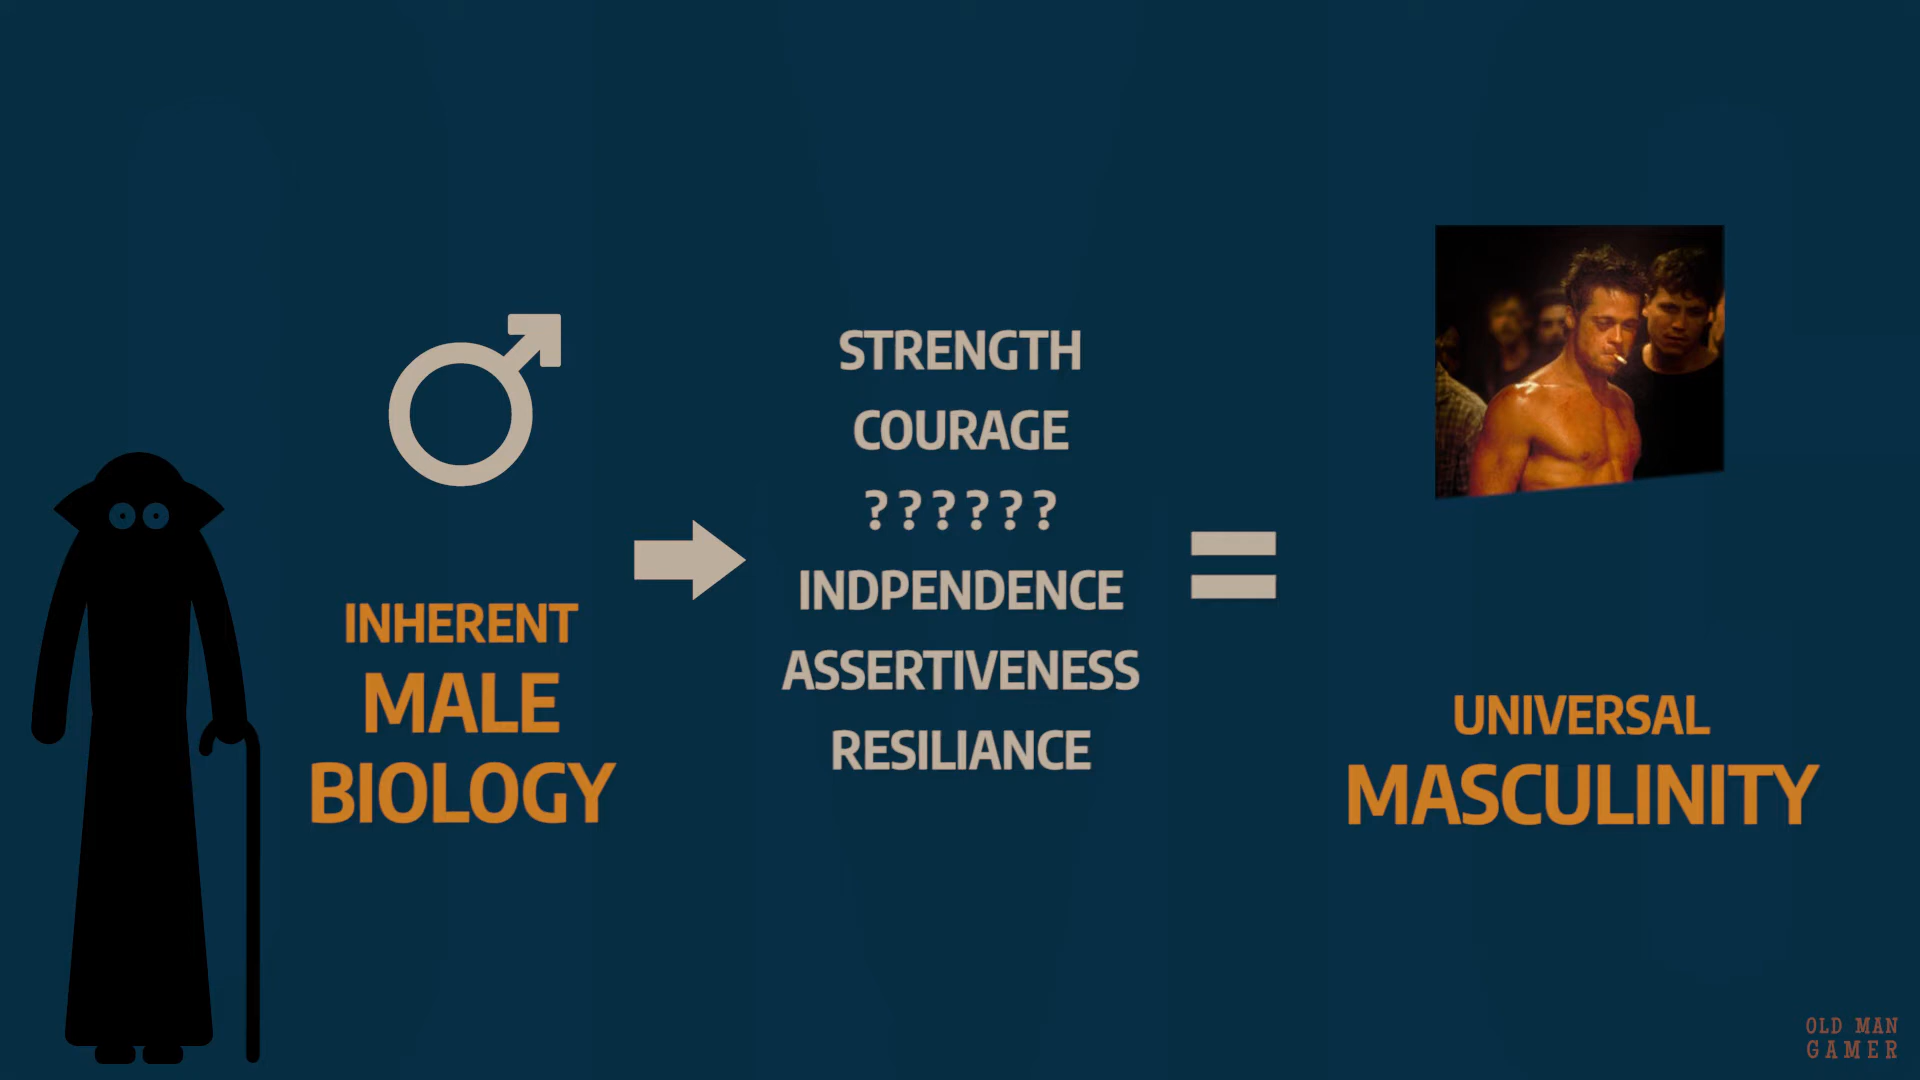 INHERENT
MALE
BIOLOGY
STRENGTH
COURAGE
??????
INDPENDENCE
ASSERTIVENESS
RESILIANCE
UNIVERSAL
MASCULINITY
OLD MAN
GAMER